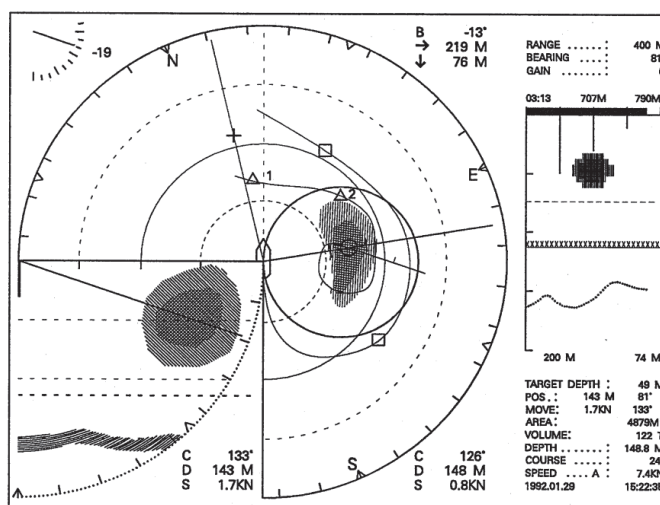 -19
N
B -13°
→ 219 M
↓ 76 M
E
1
2
S
C 133°
D 143 M
S 1.7KN
C 126°
D 148 M
S 0.8KN
RANGE ..... : 400 M
BEARING ..... : 81
GAIN ..... :
03:13 707M 790M
200 M 74 M
TARGET DEPTH : 49 M
POS.: 143 M 81°
MOVE: 1.7KN 133°
AREA: 4879M
VOLUME: 122 T
DEPTH ....... : 148.8 M
COURSE ..... : 24
SPEED .... A : 7.4KN
1992.01.29 15:22:35